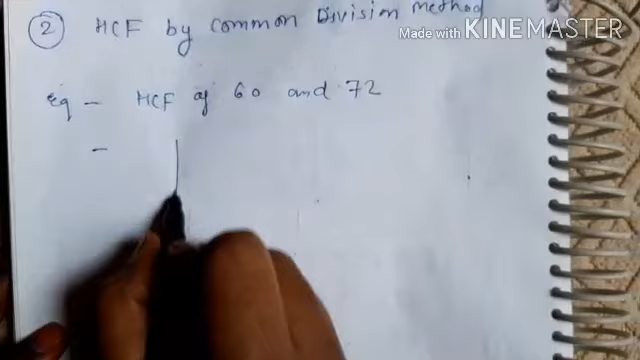 ② HCF by Common Division Method
Made with KINEMASTER
Eg - HCF of 60 and 72
-